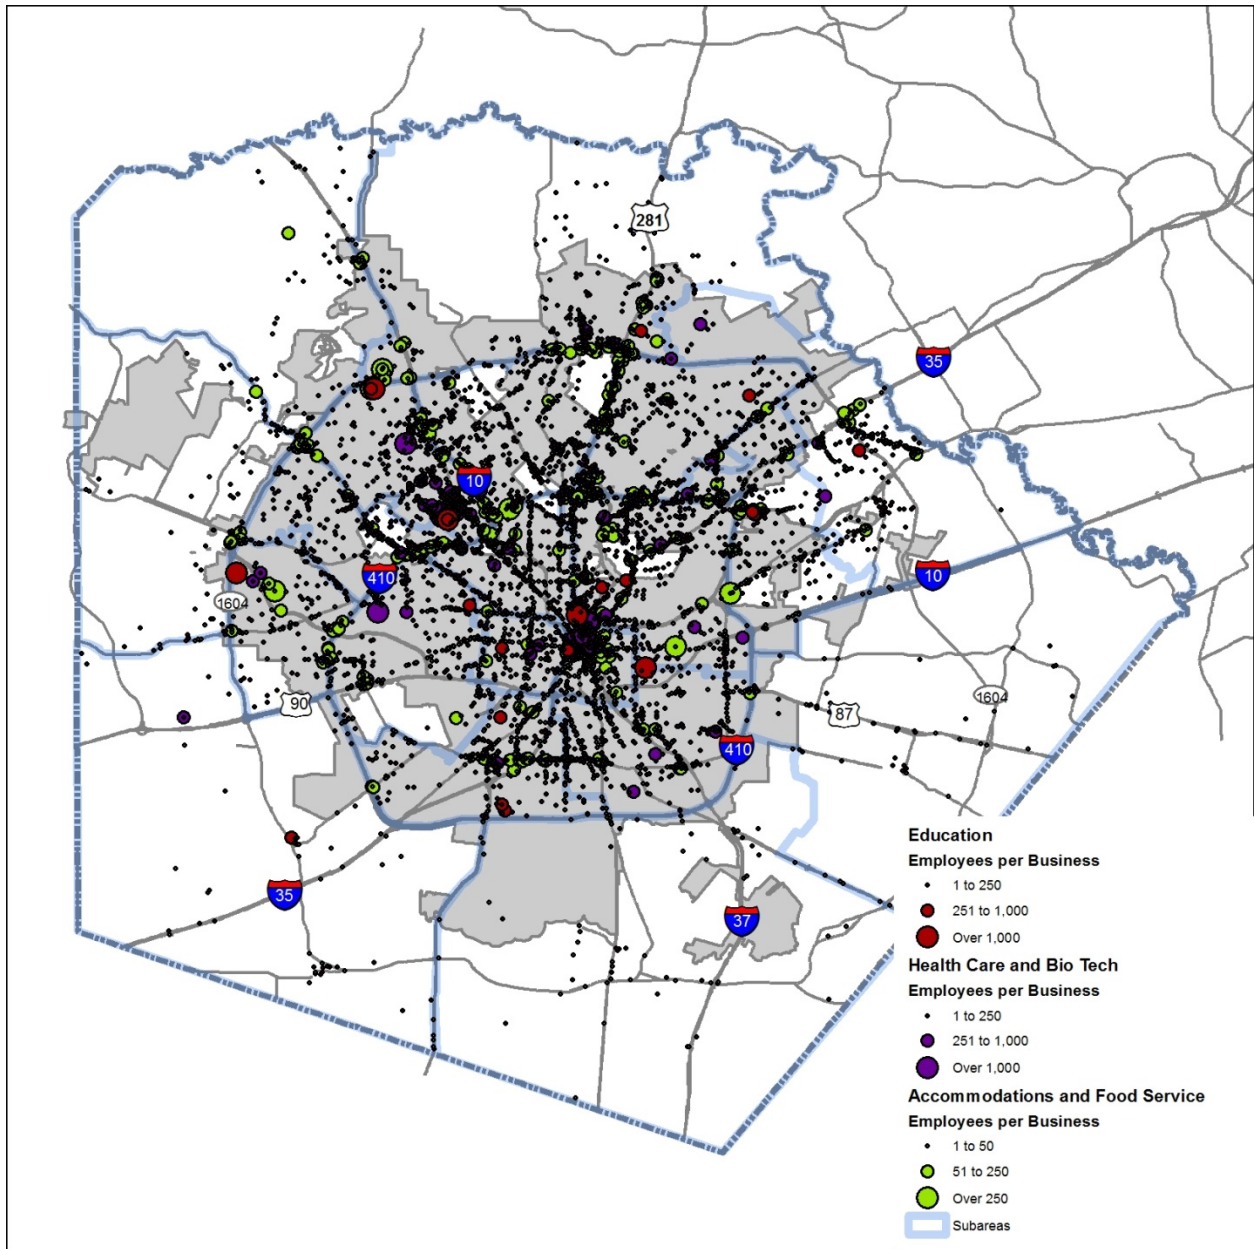 281
35
10
10
410
1604
90
1604
87
410
35
37
Education
Employees per Business
1 to 250
251 to 1,000
Over 1,000
Health Care and Bio Tech
Employees per Business
1 to 250
251 to 1,000
Over 1,000
Accommodations and Food Service
Employees per Business
1 to 50
51 to 250
Over 250
Subareas